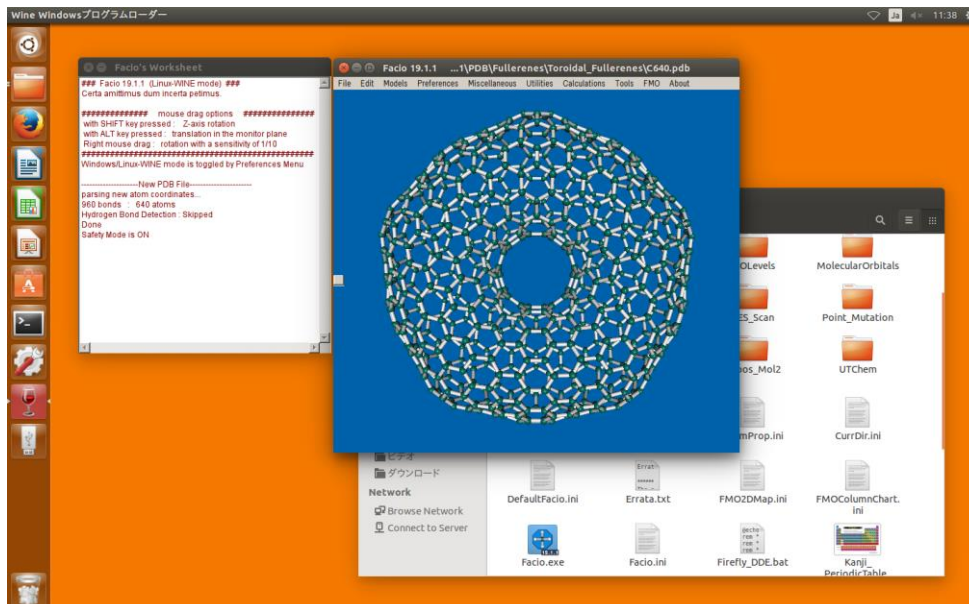 Wine Windowsプログラムローダー
Ja
11:38
Facio's Worksheet
### Facio 19.1.1 (Linux-WINE mode) ###
Certa amittimus dum incerta petimus.
############## mouse drag options ###############
with SHIFT key pressed : Z-axis rotation
with ALT key pressed : translation in the monitor plane
Right mouse drag : rotation with a sensitivity of 1/10
Windows/Linux-WINE mode is toggled by Preferences Menu
----------------------New PDB File----------------------
parsing new atom coordinates...
960 bonds : 640 atoms
Hydrogen Bond Detection : Skipped
Done
Safety Mode is ON
Facio 19.1.1 ...1\PDB\Fullerenes\Toroidal_Fullerenes\C640.pdb
File Edit Models Preferences Miscellaneous Utilities Calculations Tools FMO About
OLevels
MolecularOrbitals
ES_Scan
Point_Mutation
os_Mol2
UTChem
mProp.ini
CurrDir.ini
ビデオ
ダウンロード
Network
Browse Network
Connect to Server
DefaultFacio.ini
Errata.txt
FMO2DMap.ini
FMOColumnChart.
ini
Facio.exe
Facio.ini
Firefly_DDE.bat
Kanji_
PeriodicTable